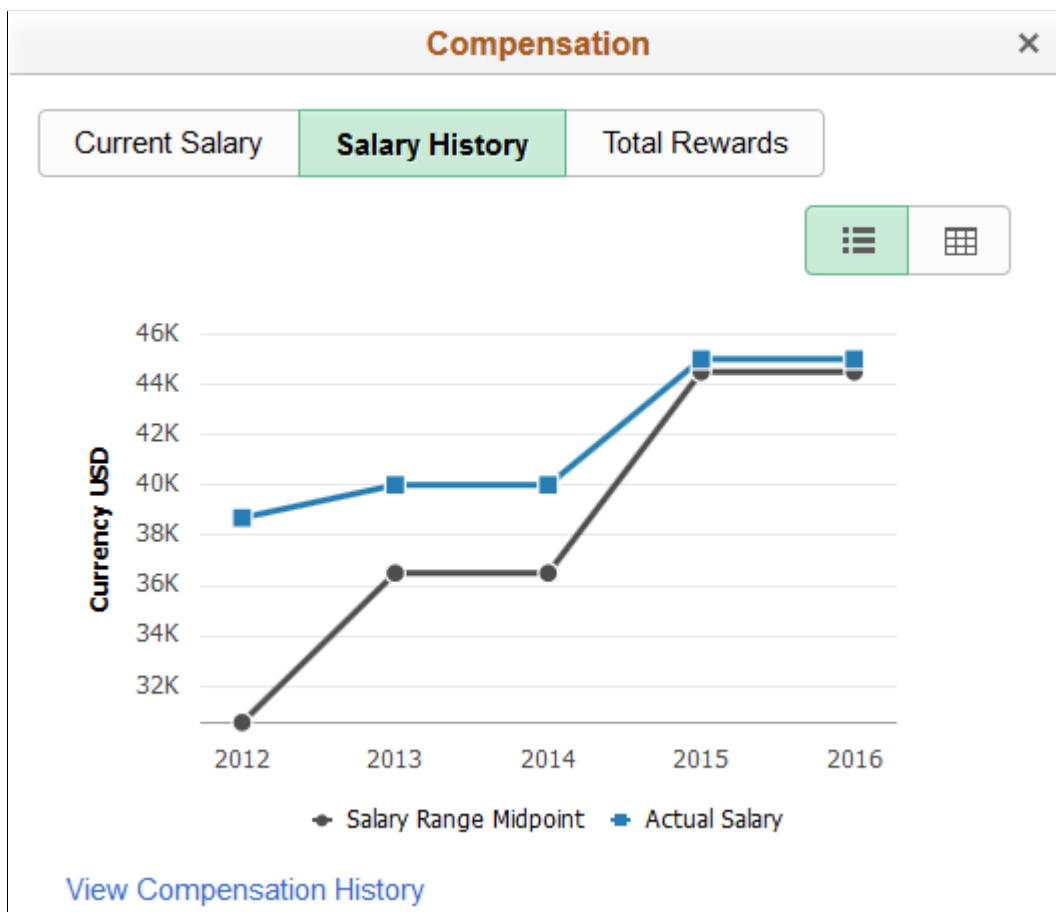 Compensation ×
Current Salary Salary History Total Rewards
46K
44K
42K
40K
38K
36K
34K
32K
Currency USD
2012 2013 2014 2015 2016
Salary Range Midpoint Actual Salary
View Compensation History